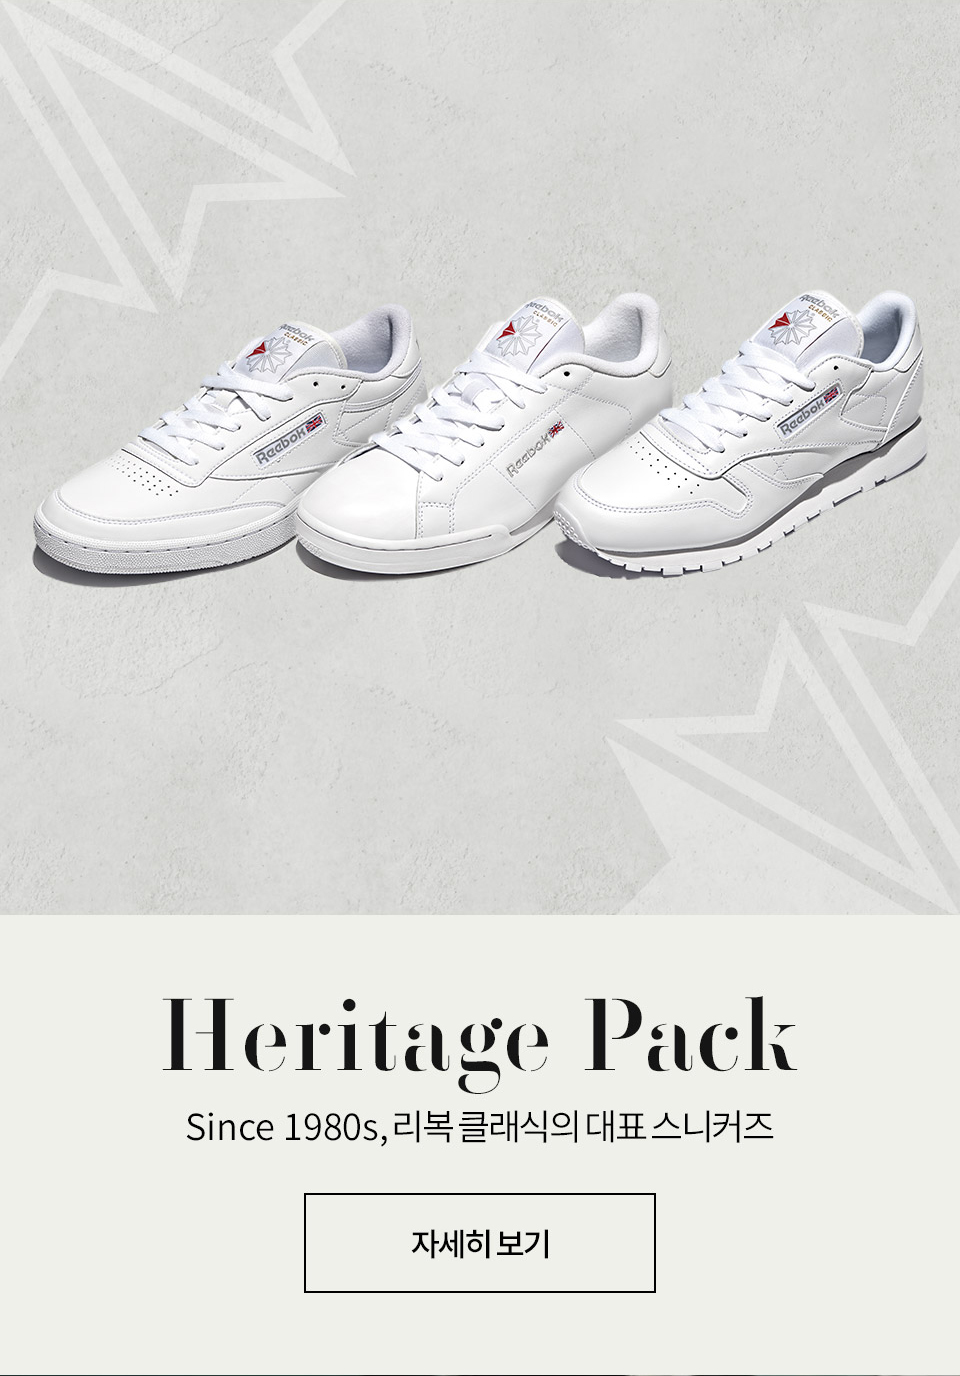 Reebok
CLASSIC
Reebok
Reebok
CLASSIC
Reebok
Reebok
CLASSIC
Reebok
Heritage Pack
Since 1980s, 리복 클래식의 대표 스니커즈
자세히 보기